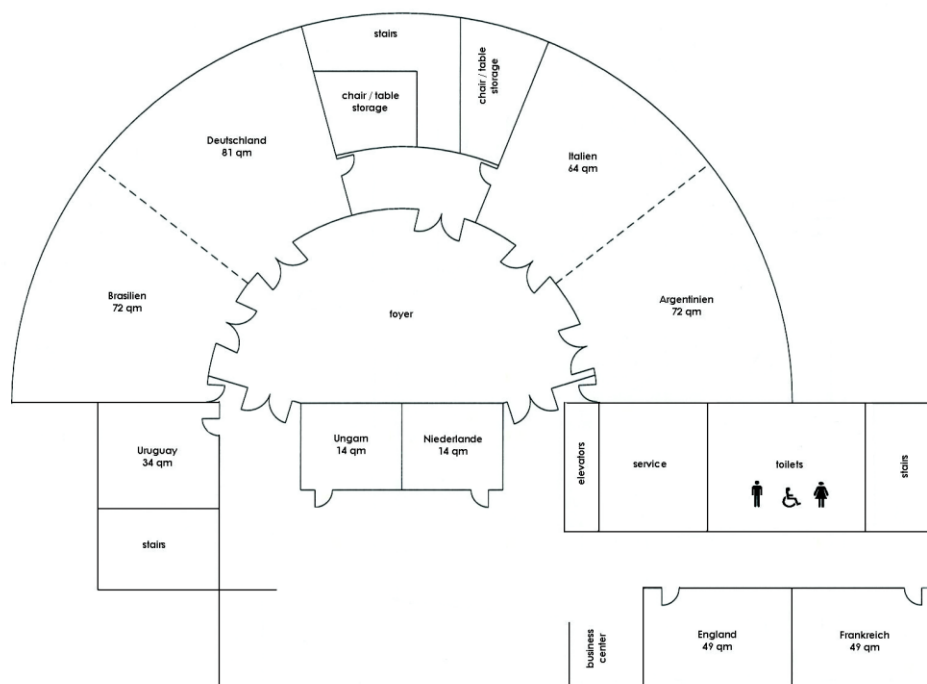 stairs
chair / table
storage
chair / table
storage
Deutschland
81 qm
Italien
64 qm
Brasilien
72 qm
foyer
Argentinien
72 qm
Uruguay
34 qm
Ungarn
14 qm
Niederlande
14 qm
elevators
service
toilets
stairs
stairs
business
center
England
49 qm
Frankreich
49 qm